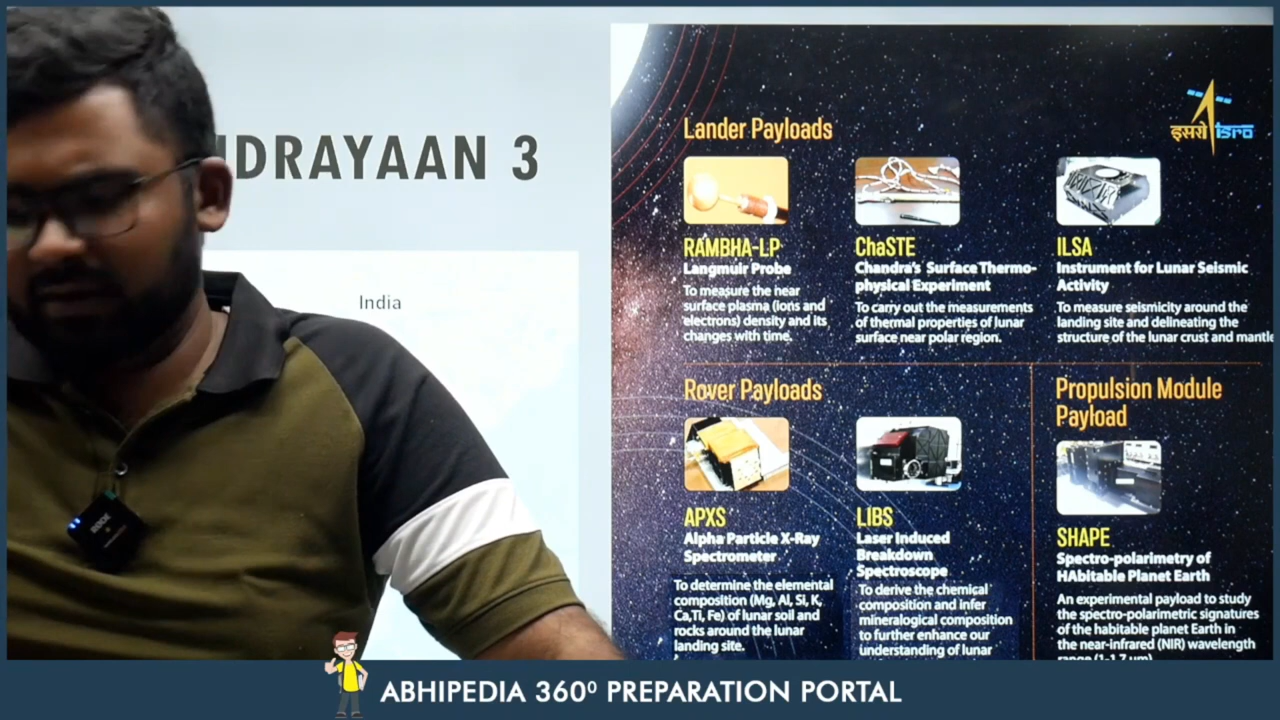 DRAYAAN 3
India
इसरो isro
Lander Payloads
RAMBHA-LP
Langmuir Probe
To measure the near
surface plasma (ions and
electrons) density and its
changes with time.
ChaSTE
Chandra's Surface Thermo-
physical Experiment
To carry out the measurements
of thermal properties of lunar
surface near polar region.
ILSA
Instrument for Lunar Seismic
Activity
To measure seismicity around the
landing site and delineating the
structure of the lunar crust and mantle
Rover Payloads
APXS
Alpha Particle X-Ray
Spectrometer
To determine the elemental
composition (Mg, Al, Si, K,
Ca,Ti, Fe) of lunar soil and
rocks around the lunar
landing site.
LIBS
Laser Induced
Breakdown
Spectroscope
To derive the chemical
composition and infer
mineralogical composition
to further enhance our
understanding of lunar
Propulsion Module
Payload
SHAPE
Spectro-polarimetry of
HAbitable Planet Earth
An experimental payload to study
the spectro-polarimetric signatures
of the habitable planet Earth in
the near-infrared (NIR) wavelength
range (1-1.7 μm)
ABHIPEDIA 360⁰ PREPARATION PORTAL